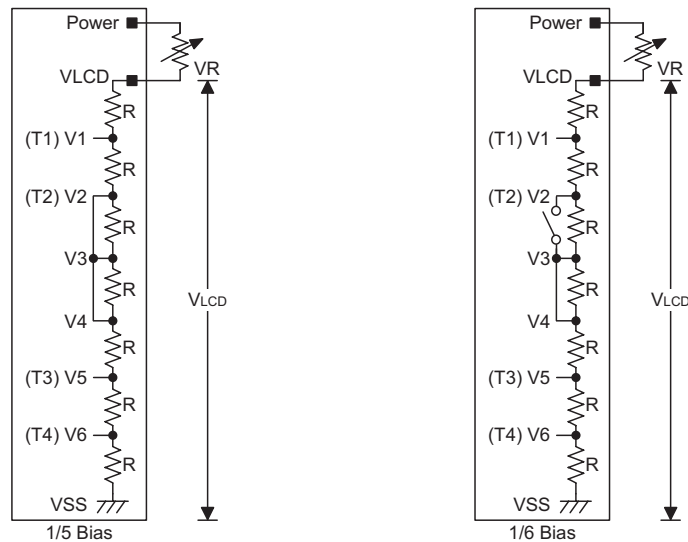 Power
VR
VLCD
R
(T1) V1
R
(T2) V2
R
V3
R
VLCD
V4
R
(T3) V5
R
(T4) V6
R
VSS
1/5 Bias
Power
VR
VLCD
R
(T1) V1
R
(T2) V2
R
V3
R
VLCD
V4
R
(T3) V5
R
(T4) V6
R
VSS
1/6 Bias